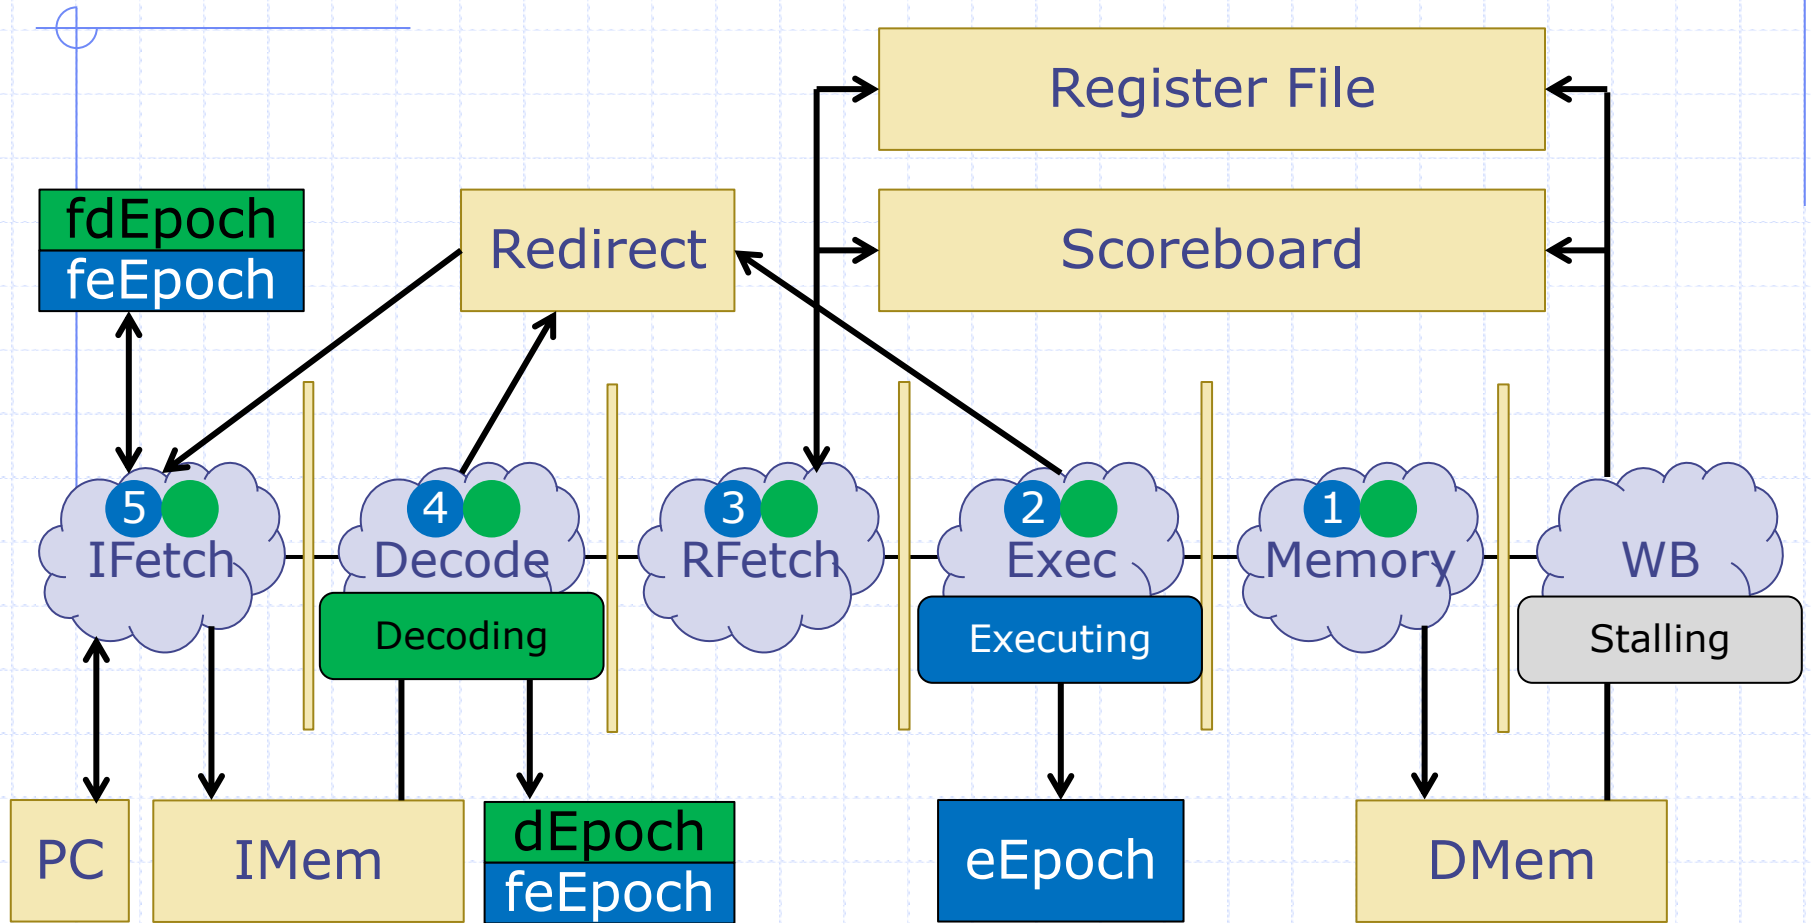 Register File
fdEpoch
feEpoch
Redirect
Scoreboard
5
IFetch
4
Decode
3
RFetch
2
Exec
1
Memory
WB
Decoding
Executing
Stalling
PC
IMem
dEpoch
feEpoch
eEpoch
DMem